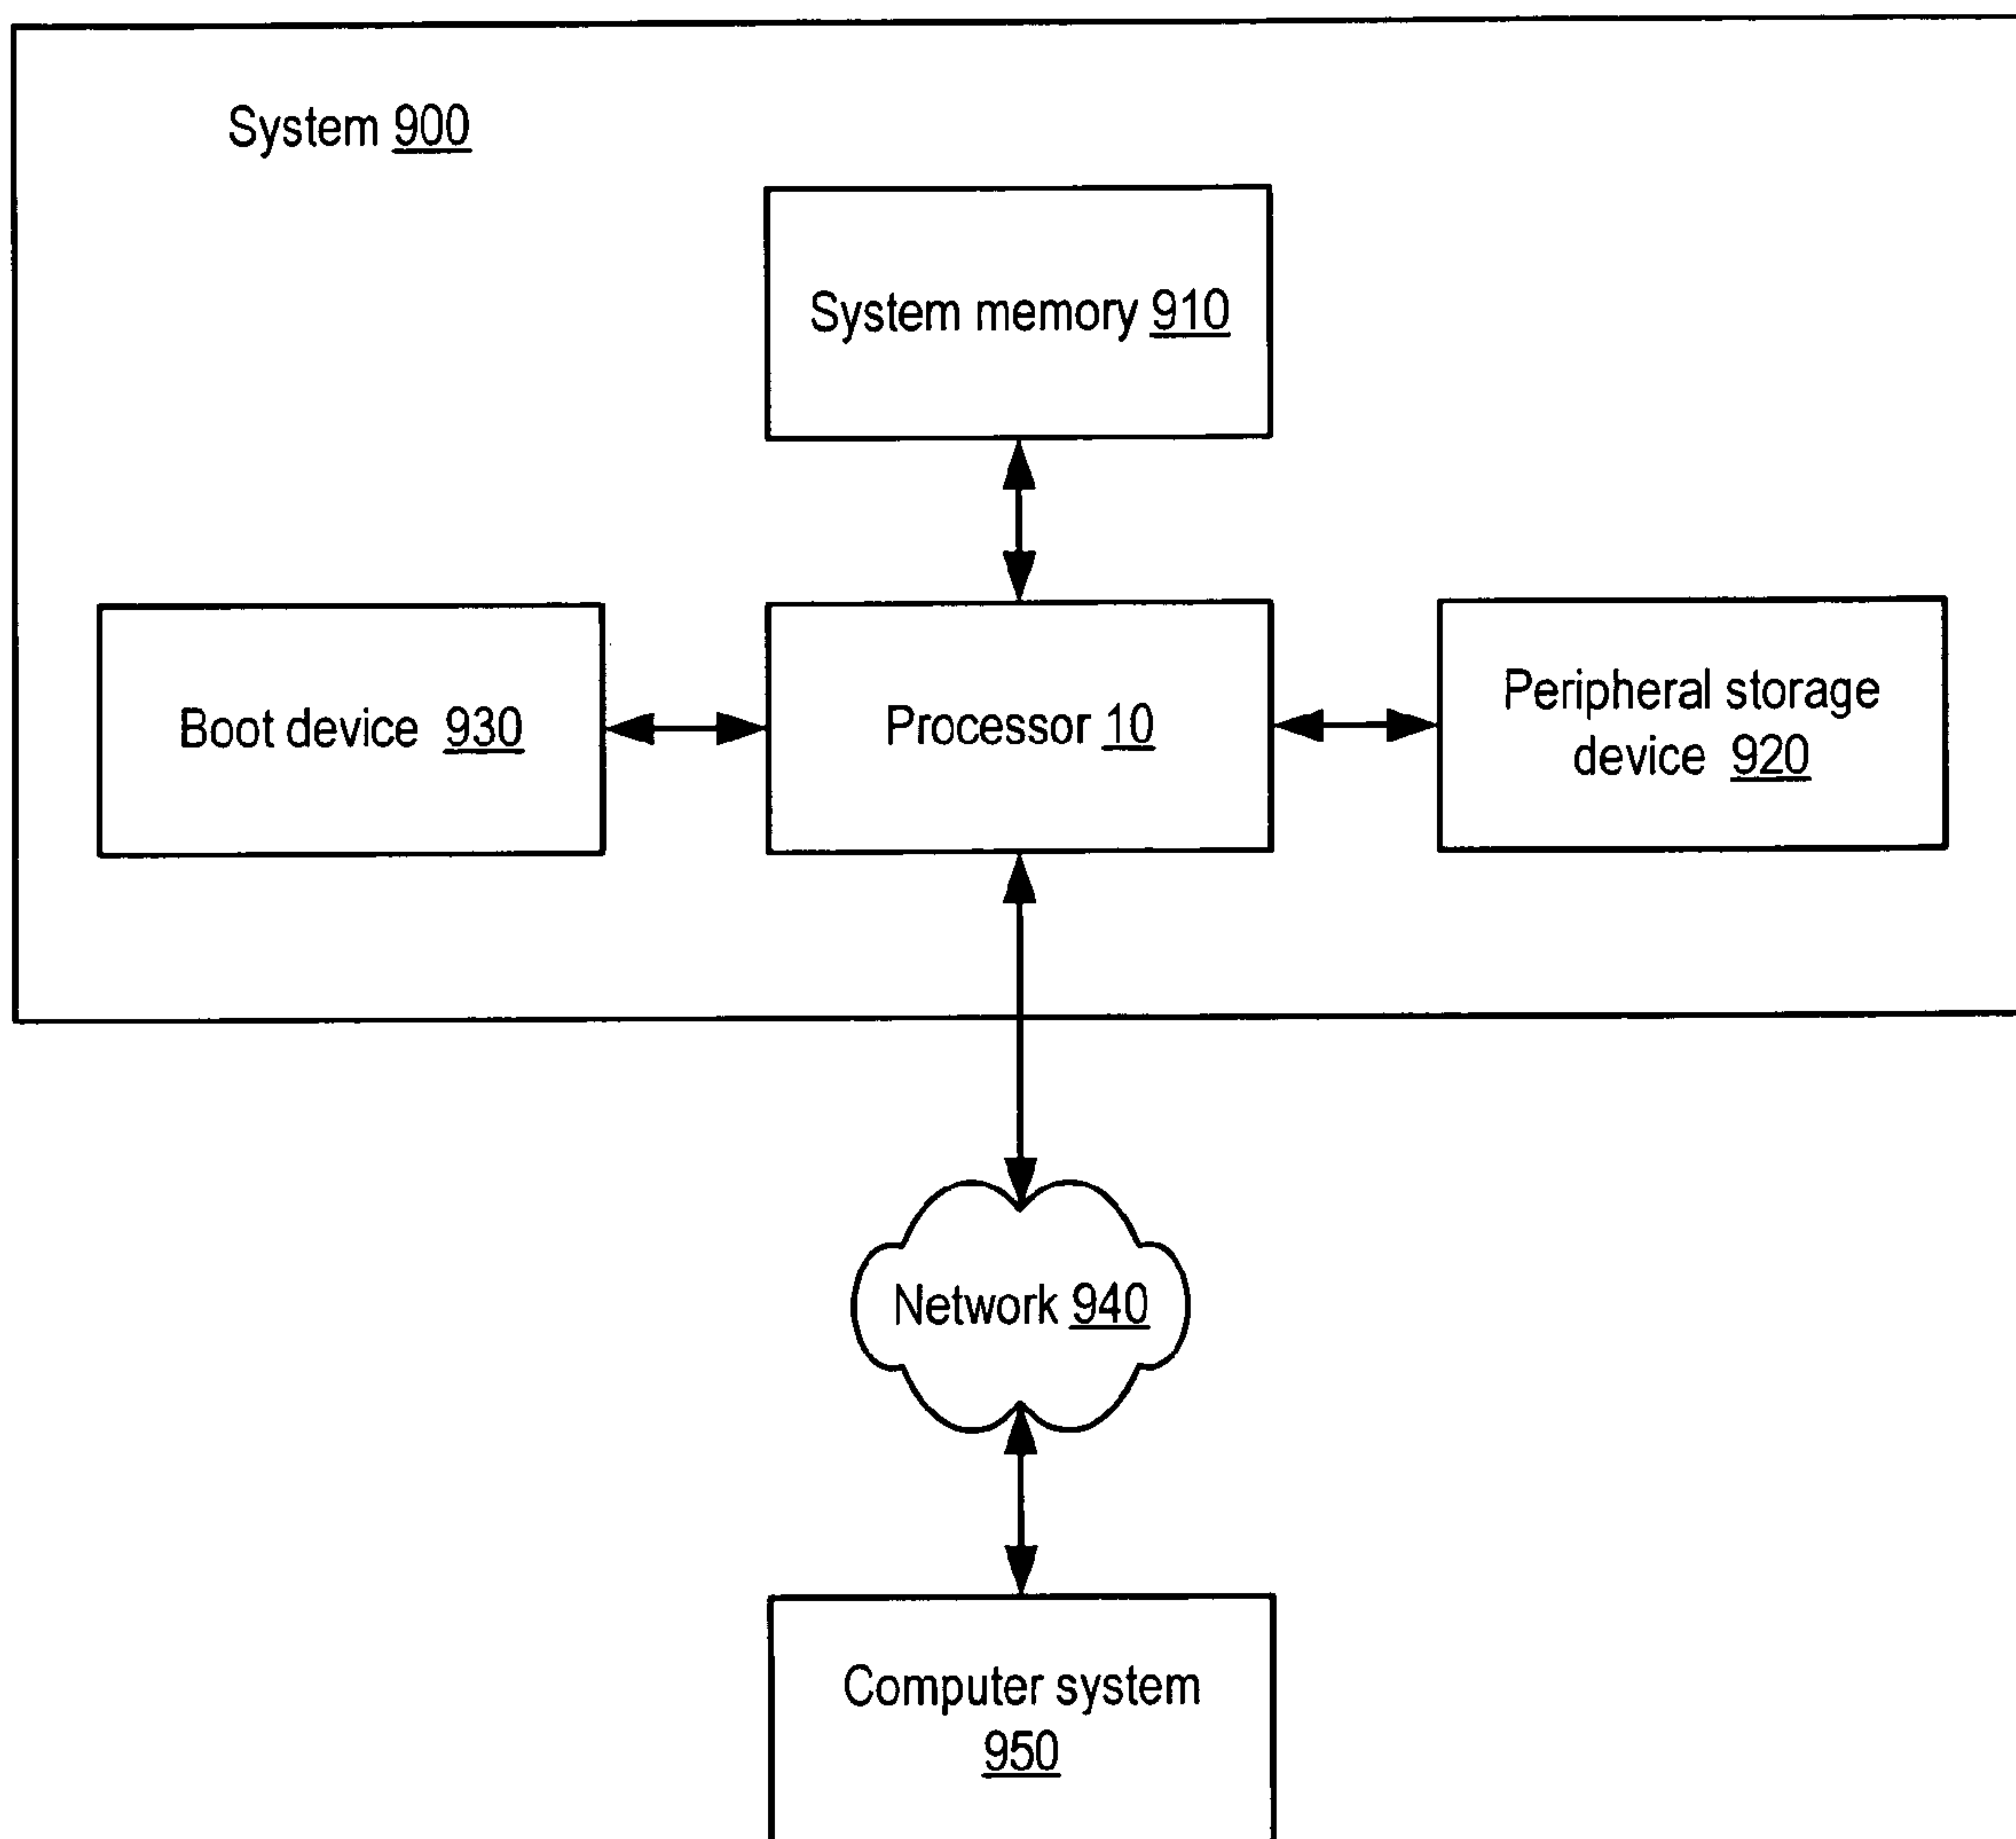 System 900
System memory 910
Boot device 930
Processor 10
Peripheral storage
device 920
Network 940
Computer system
950